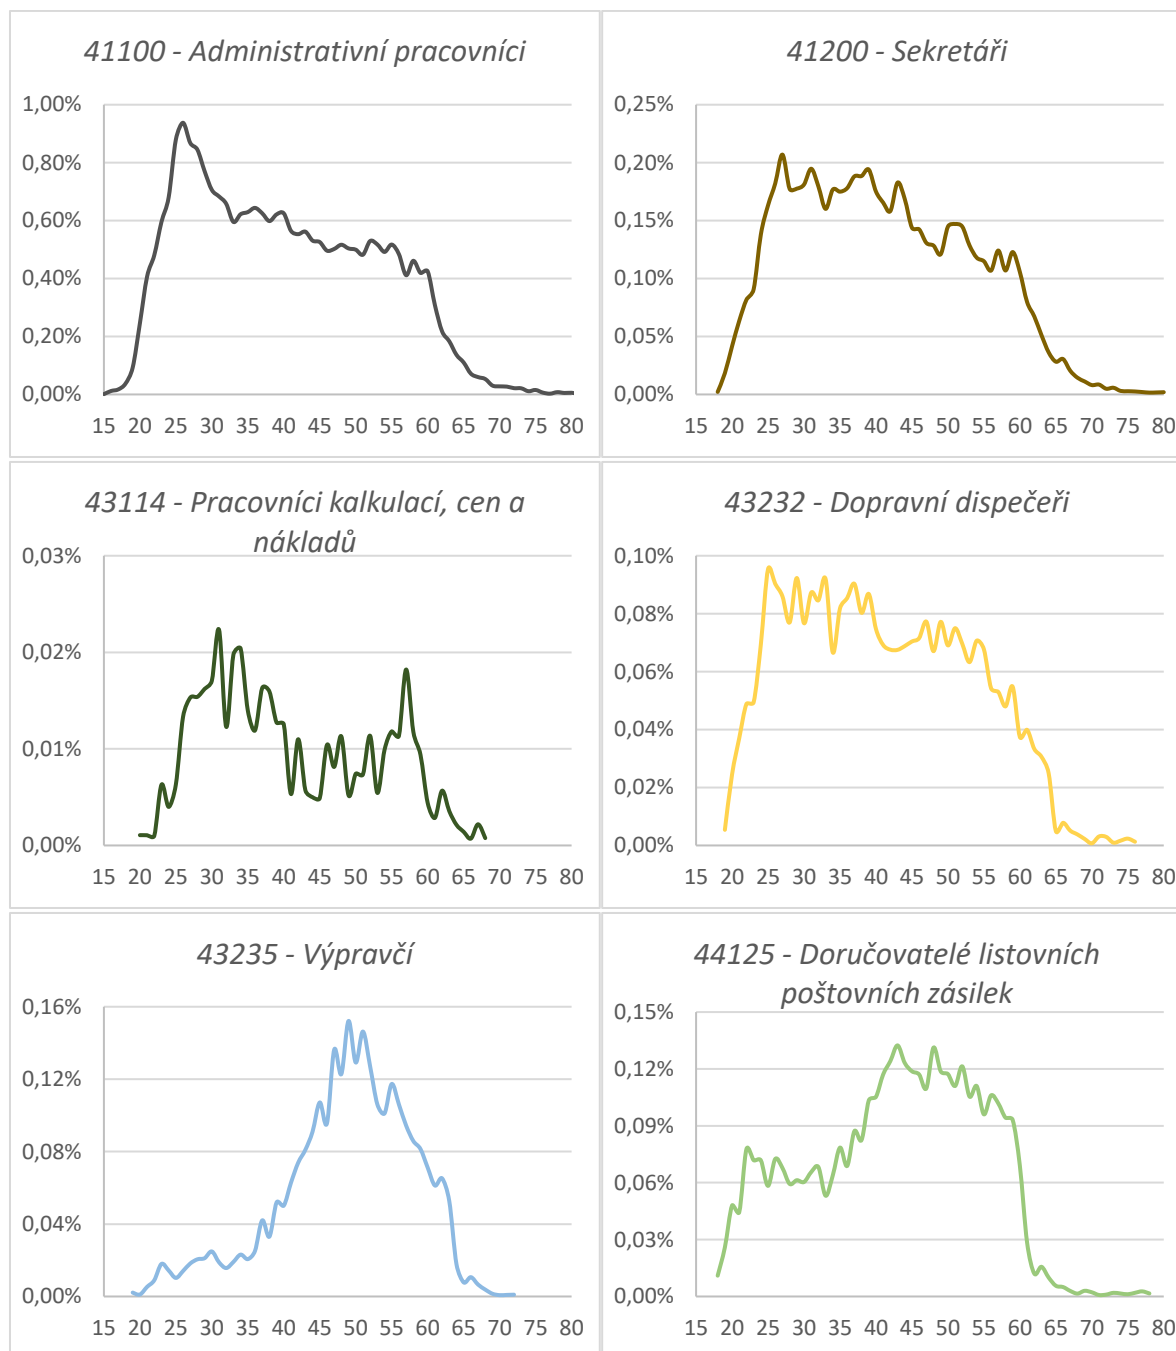 41100 - Administrativní pracovníci
1,00%
0,80%
0,60%
0,40%
0,20%
0,00%
15 20 25 30 35 40 45 50 55 60 65 70 75 80
41200 - Sekretáři
0,25%
0,20%
0,15%
0,10%
0,05%
0,00%
15 20 25 30 35 40 45 50 55 60 65 70 75 80
43114 - Pracovníci kalkulací, cen a
nákladů
0,03%
0,02%
0,01%
0,00%
15 20 25 30 35 40 45 50 55 60 65 70 75 80
43232 - Dopravní dispečeři
0,10%
0,08%
0,06%
0,04%
0,02%
0,00%
15 20 25 30 35 40 45 50 55 60 65 70 75 80
43235 - Výpravčí
0,16%
0,12%
0,08%
0,04%
0,00%
15 20 25 30 35 40 45 50 55 60 65 70 75 80
44125 - Doručovatelé listovních
poštovních zásilek
0,15%
0,12%
0,09%
0,06%
0,03%
0,00%
15 20 25 30 35 40 45 50 55 60 65 70 75 80